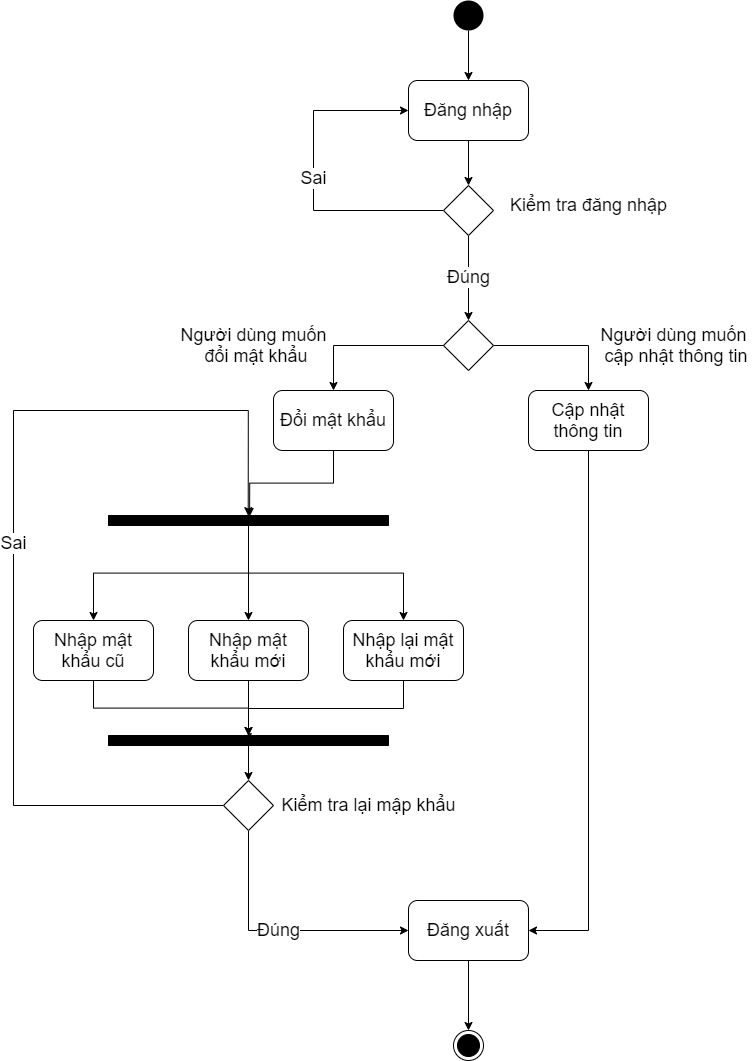 Đăng nhập
Sai
Kiểm tra đăng nhập
Đúng
Người dùng muốn
đổi mật khẩu
Người dùng muốn
cập nhật thông tin
Đổi mật khẩu
Cập nhật
thông tin
Sai
Nhập mật
khẩu cũ
Nhập mật
khẩu mới
Nhập lại mật
khẩu mới
Kiểm tra lại mập khẩu
Đúng
Đăng xuất